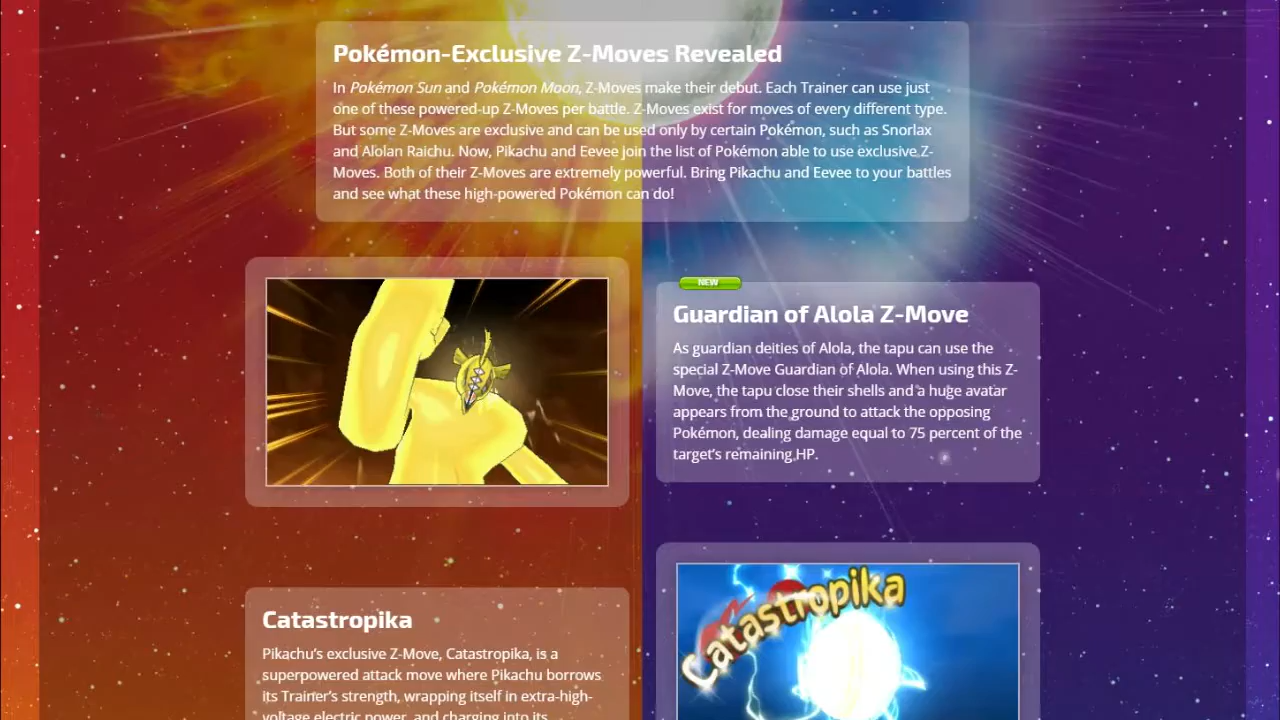 Pokémon-Exclusive Z-Moves Revealed
In Pokémon Sun and Pokémon Moon, Z-Moves make their debut. Each Trainer can use just
one of these powered-up Z-Moves per battle. Z-Moves exist for moves of every different type.
But some Z-Moves are exclusive and can be used only by certain Pokémon, such as Snorlax
and Alolan Raichu. Now, Pikachu and Eevee join the list of Pokémon able to use exclusive Z-
Moves. Both of their Z-Moves are extremely powerful. Bring Pikachu and Eevee to your battles
and see what these high-powered Pokémon can do!
NEW
Guardian of Alola Z-Move
As guardian deities of Alola, the tapu can use the
special Z-Move Guardian of Alola. When using this Z-
Move, the tapu close their shells and a huge avatar
appears from the ground to attack the opposing
Pokémon, dealing damage equal to 75 percent of the
target's remaining HP.
Catastropika
Pikachu's exclusive Z-Move, Catastropika, is a
superpowered attack move where Pikachu borrows
its Trainer's strength, wrapping itself in extra-high-
voltage electric power, and charging into its
Catastropika